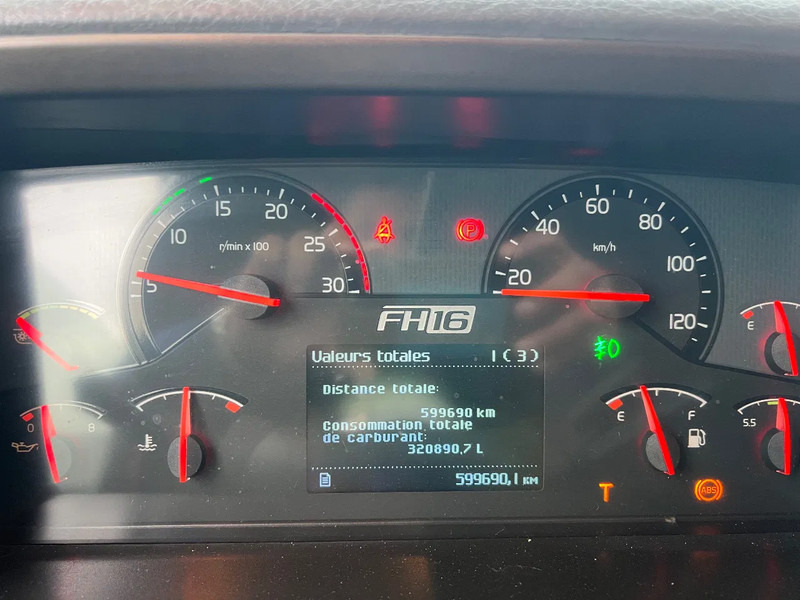 15
20
10
25
5
30
r/min x 100
P
60
40
80
km/h
20
100
120
FH16
Valeurs totales 1 ( 3 )
Distance totale:
599690 km
Consommation totale
de carburant:
320890,7 L
599690,1 KM
0 8
E F
E
5.5
T
ABS